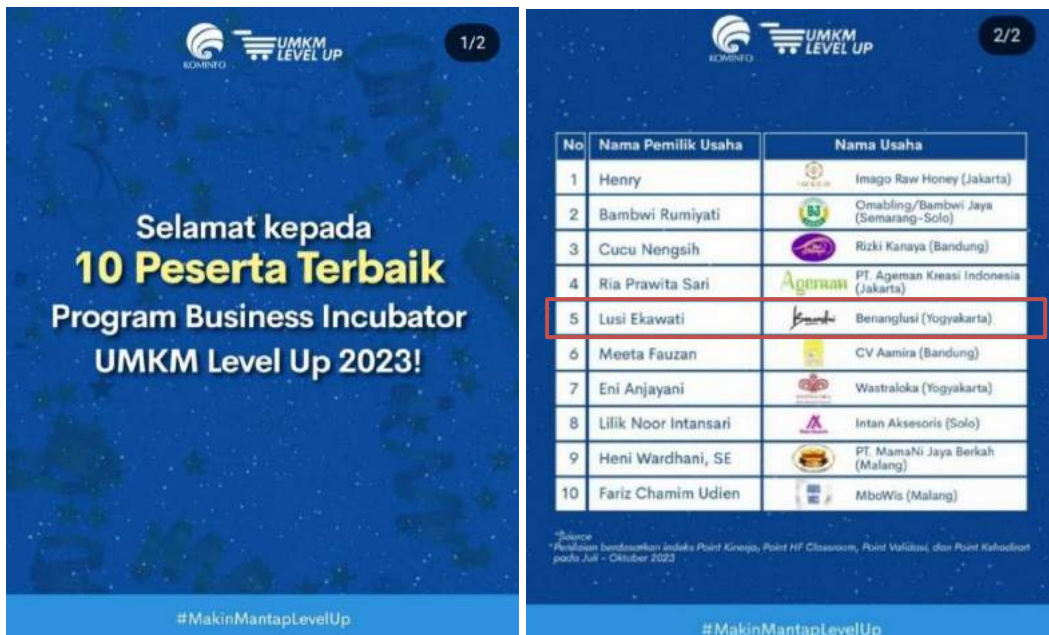 KOMINFO
UMKM
LEVEL UP
1/2
Selamat kepada
10 Peserta Terbaik
Program Business Incubator
UMKM Level Up 2023!
#MakinMantapLevelUp
KOMINFO
UMKM
LEVEL UP
2/2
No Nama Pemilik Usaha Nama Usaha
1 Henry Imago Raw Honey (Jakarta)
2 Bambwi Rumiyati BJ Omabling/Bambwi Jaya
(Semarang-Solo)
3 Cucu Nengsih Rizki Kanaya (Bandung)
4 Ria Prawita Sari Ageman PT. Ageman Kreasi Indonesia
(Jakarta)
5 Lusi Ekawati Benanglusi (Yogyakarta)
6 Meeta Fauzan CV Aamira (Bandung)
7 Eni Anjayani Wastraloka (Yogyakarta)
8 Lilik Noor Intansari Intan Aksesoris (Solo)
9 Heni Wardhani, SE PT. MamaNi Jaya Berkah
(Malang)
10 Fariz Chamim Udien MboWis (Malang)
*Source
*Penilaian berdasarkan indeks Point Kinerja, Point HF Classroom, Point Validasi, dan Point Kehadiran
pada Juli - Oktober 2023
#MakinMantapLevelUp